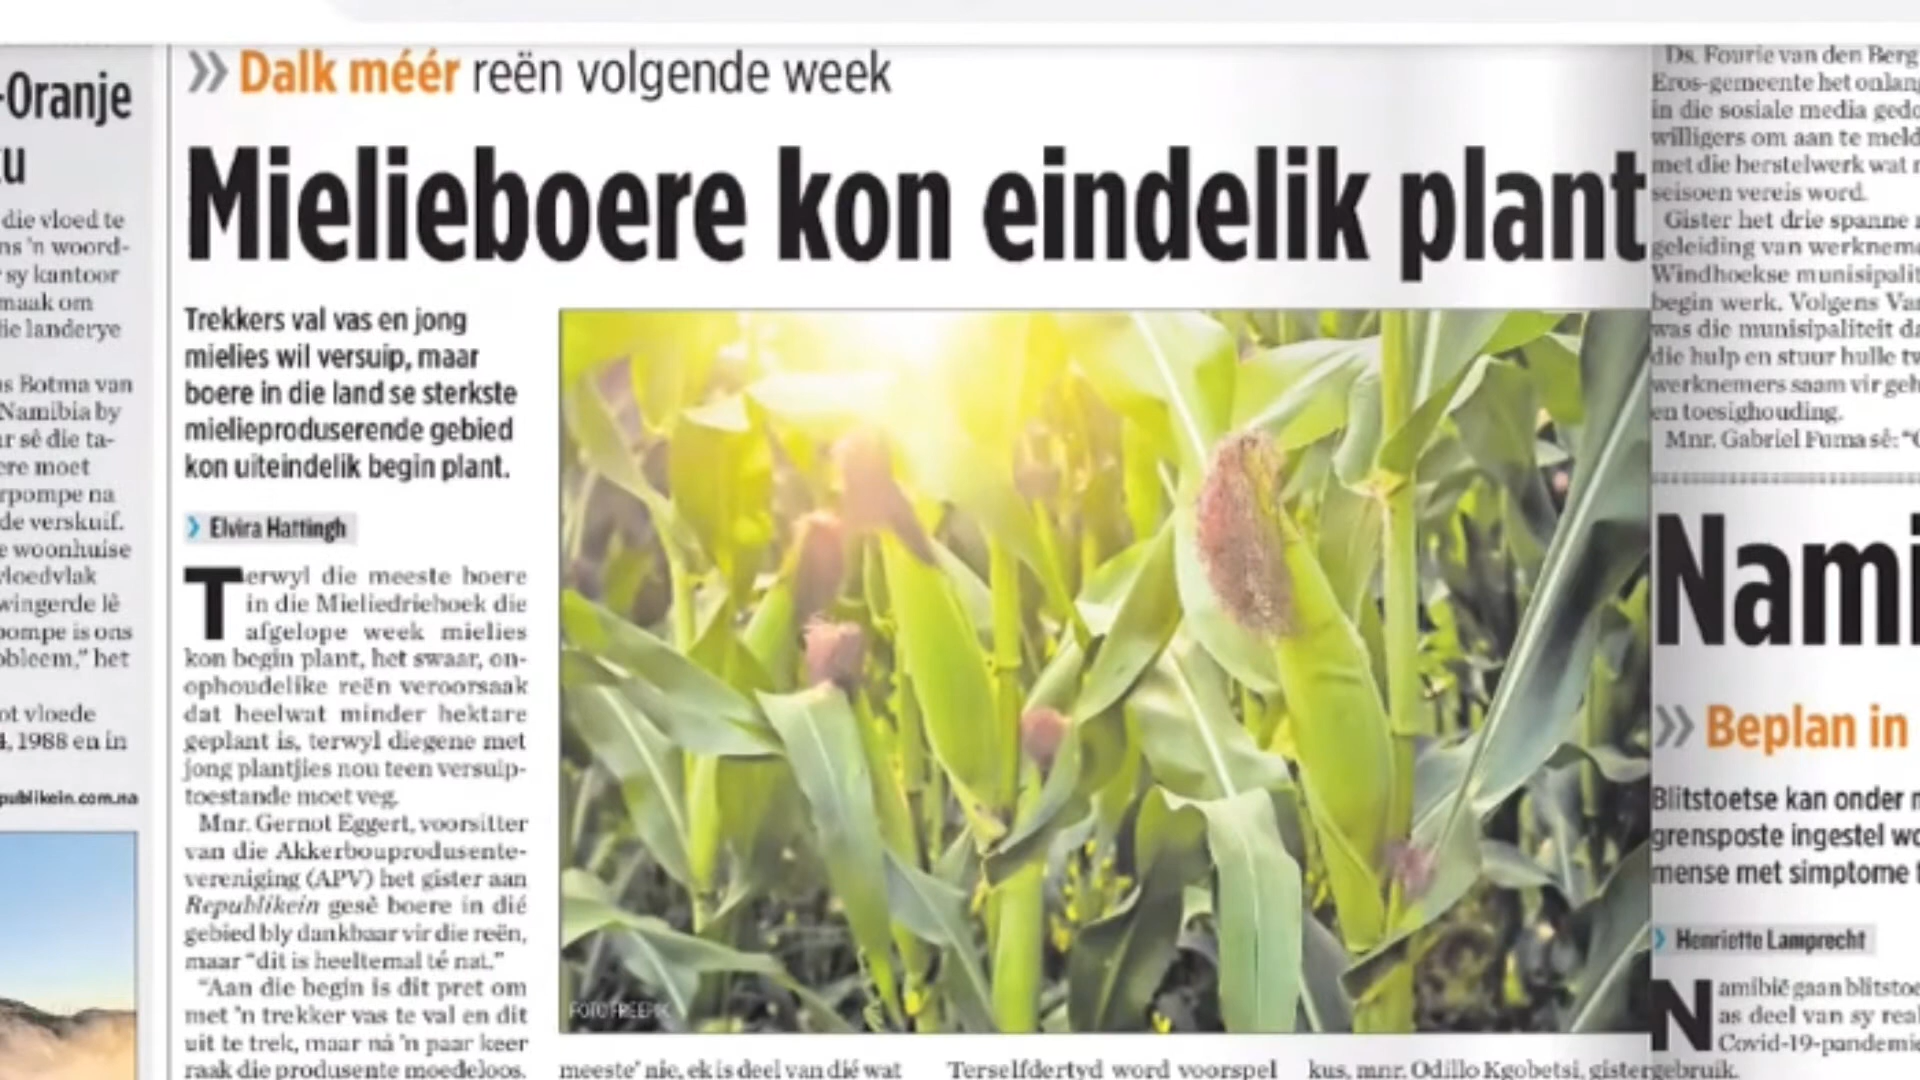 -Oranje
die vloed te
ns 'n woord-
sy kantoor
maak om
die landerye
Botma van
Namibia by
sê die ta-
moet
na
de verskuif.
woonhuise
vloedvlak
wingerde lê
pompe is ons
het
vloede
1988 en in
publikein.com.na
» Dalk méér reën volgende week
Mielieboere kon eindelik plant
Trekkers val vas en jong
mielies wil versuip, maar
boere in die land se sterkste
mielieproduserende gebied
kon uiteindelik begin plant.
› Elvira Hattingh
Terwyl die meeste boere
in die Mieliedriehoek die
afgelope week mielies
kon begin plant, het swaar, on-
ophoudelike reën veroorsaak
dat heelwat minder hektare
geplant is, terwyl diegene met
jong plantjies nou teen versuip-
toestande moet veg.
Mnr. Gernot Eggert, voorsitter
van die Akkerbouprodusente-
vereniging (APV) het gister aan
Republikein gesê boere in dié
gebied bly dankbaar vir die reën,
maar “dit is heeltemal té nat.”
“Aan die begin is dit pret om
met 'n trekker vas te val en dit
uit te trek, maar ná 'n paar keer
raak die produsente moedeloos.
FOTO FREEPIK
meeste' nie, ek is deel van dié wat
Terselfdertyd word voorspel
kus, mnr. Odillo Kgobetsi, gister
Ds. Fourie van den Berg
Eros-gemeente het onlan
in die sosiale media ged
willigers om aan te meld
met die herstelwerk wat
seisoen vereis word.
Gister het drie spanne
geleiding van werknem
Windhoekse munisipalit
begin werk. Volgens Van
was die munisipaliteit
die hulp en stuur hulle tw
werknemers saam vir
en toesighouding.
Mnr. Gabriel Fuma sê: “
Nami
» Beplan in
Blitstoetse kan onder
grensposte ingestel wo
mense met simptome
› Henriette Lamprecht
Namibië gaan blitstoe
as deel van sy
Covid-19-pandemie
gebruik.